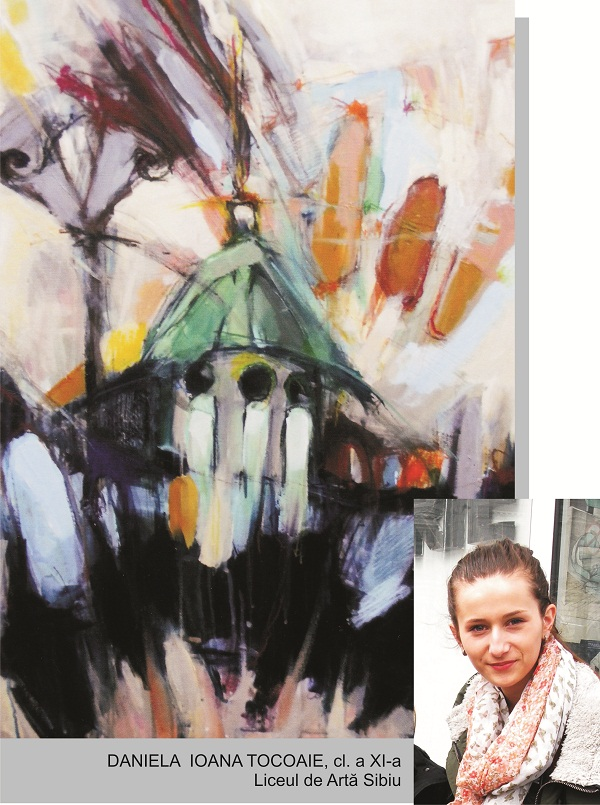 DANIELA IOANA TOCOAIE, cl. a XI-a
Liceul de Artă Sibiu